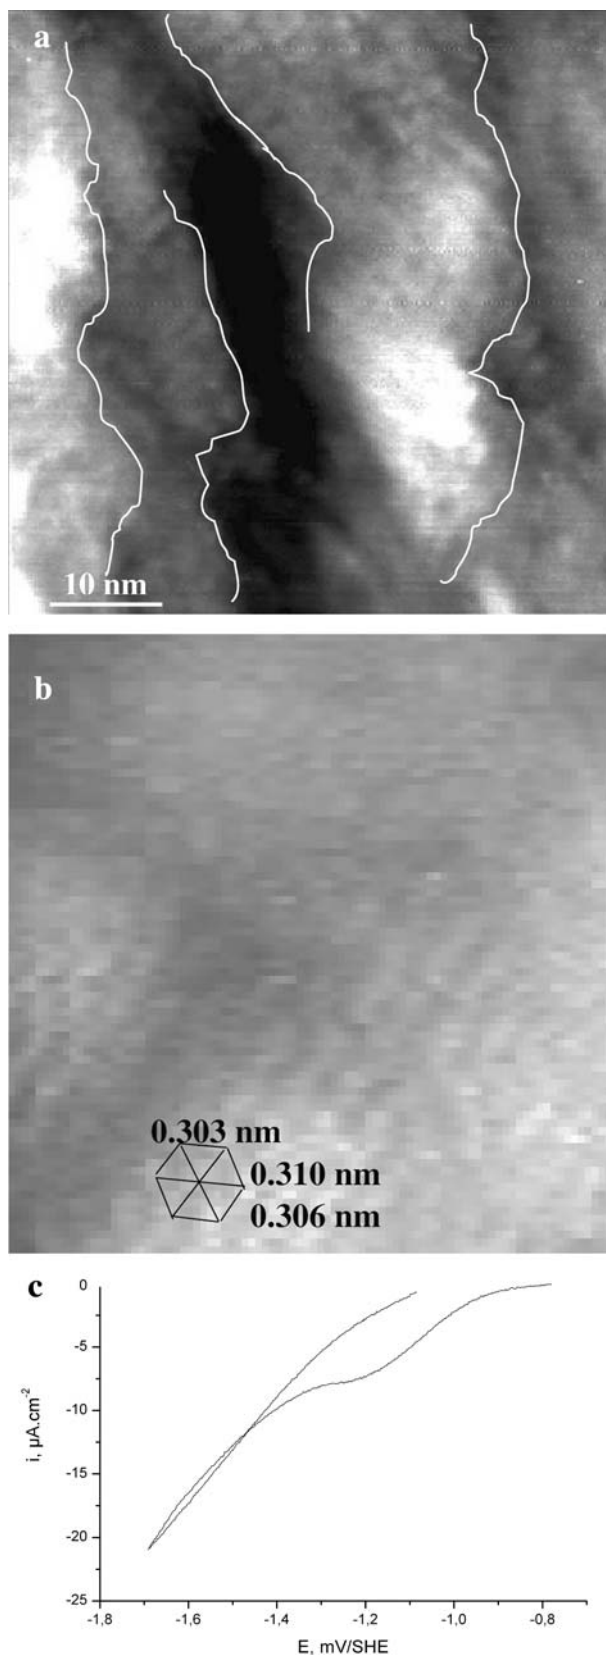 a
10 nm
b
0.303 nm
0.310 nm
0.306 nm
c
0
-5
-10
-15
-20
-25
i, µA.cm-2
-1,8
-1,6
-1,4
-1,2
-1,0
-0,8
E, mV/SHE